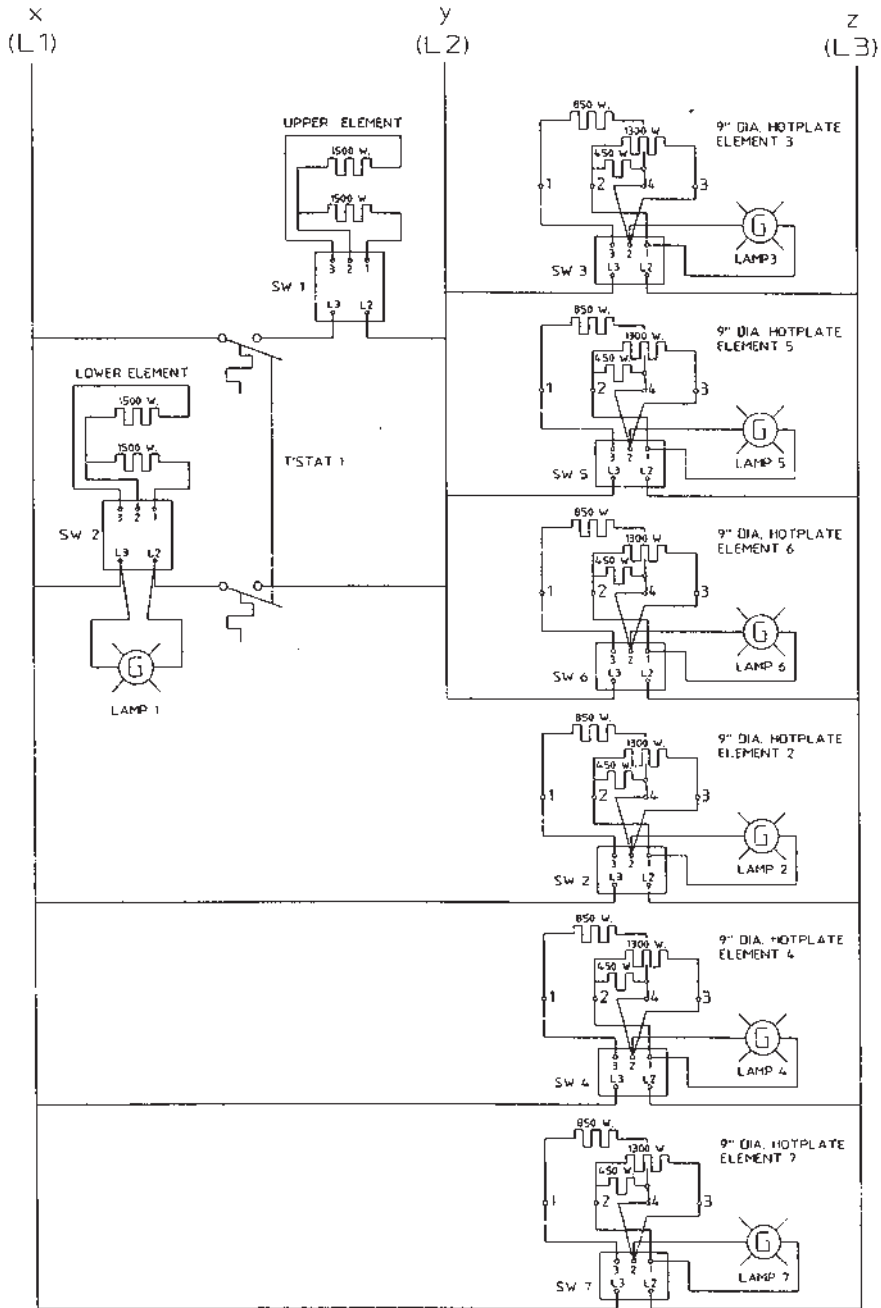 X
(L1)
y
(L2)
z
(L3)
UPPER ELEMENT
1500 W.
1500 W.
3 2 1
SW 1
L3 L2
LOWER ELEMENT
1500 W.
1500 W.
3 2 1
SW 2
L3 L2
G
LAMP 1
T'STAT 1
850 W.
1300 W.
450 W.
9" DIA. HOTPLATE
ELEMENT 3
1 2 4 3
G
LAMP3
3 2 1
SW 3
L3 L2
850 W.
1300 W.
450 W.
9" DIA. HOTPLATE
ELEMENT 5
1 2 4 3
G
LAMP 5
3 2 1
SW 5
L3 L2
850 W.
1300 W.
450 W.
9" DIA. HOTPLATE
ELEMENT 6
1 2 4 3
G
LAMP 6
3 2 1
SW 6
L3 L2
850 W.
1300 W.
450 W.
9" DIA. HOTPLATE
ELEMENT 2
1 2 4 3
G
LAMP 2
3 2 1
SW 2
L3 L2
850 W.
1300 W.
450 W
9" DIA. HOTPLATE
ELEMENT 4
1 2 4 3
G
LAMP 4
3 2 1
SW 4
L3 L2
850 W.
1300 W.
450 W.
9" DIA. HOTPLATE
ELEMENT 7
1 2 4 3
G
LAMP 7
3 2 1
SW 7
L3 L2